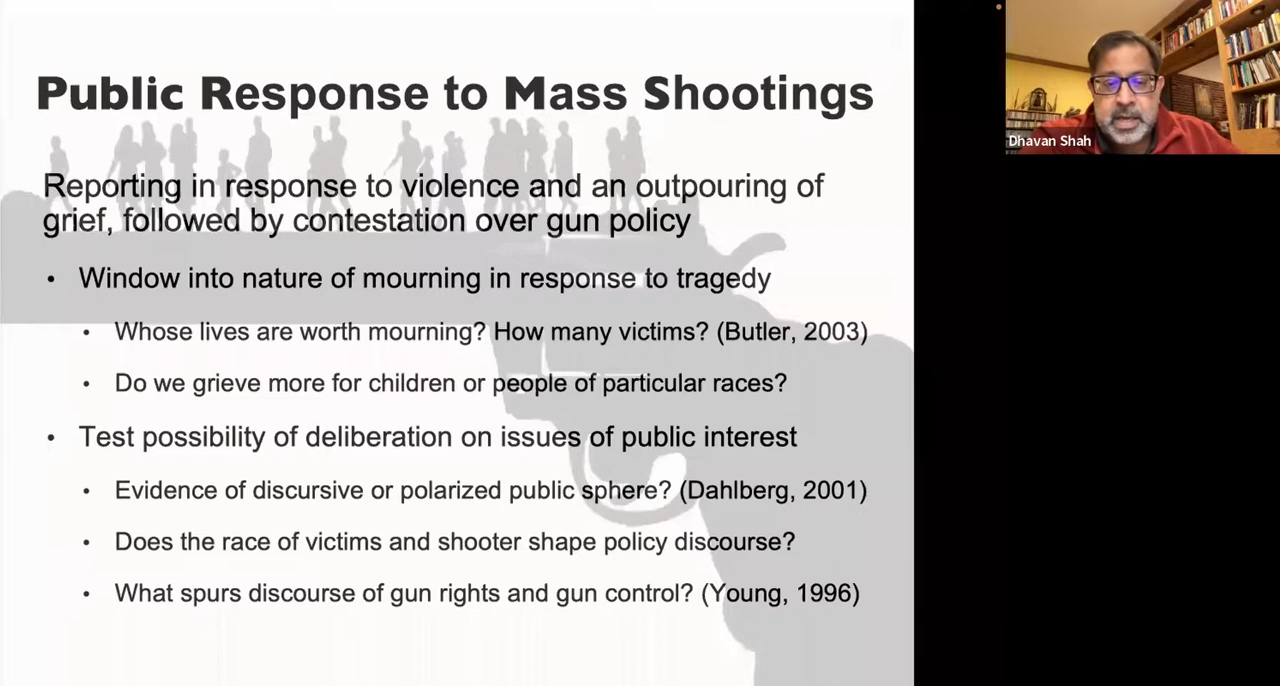 Public Response to Mass Shootings
Reporting in response to violence and an outpouring of
grief, followed by contestation over gun policy
• Window into nature of mourning in response to tragedy
• Whose lives are worth mourning? How many victims? (Butler, 2003)
• Do we grieve more for children or people of particular races?
• Test possibility of deliberation on issues of public interest
• Evidence of discursive or polarized public sphere? (Dahlberg, 2001)
• Does the race of victims and shooter shape policy discourse?
• What spurs discourse of gun rights and gun control? (Young, 1996)
Dhavan Shah